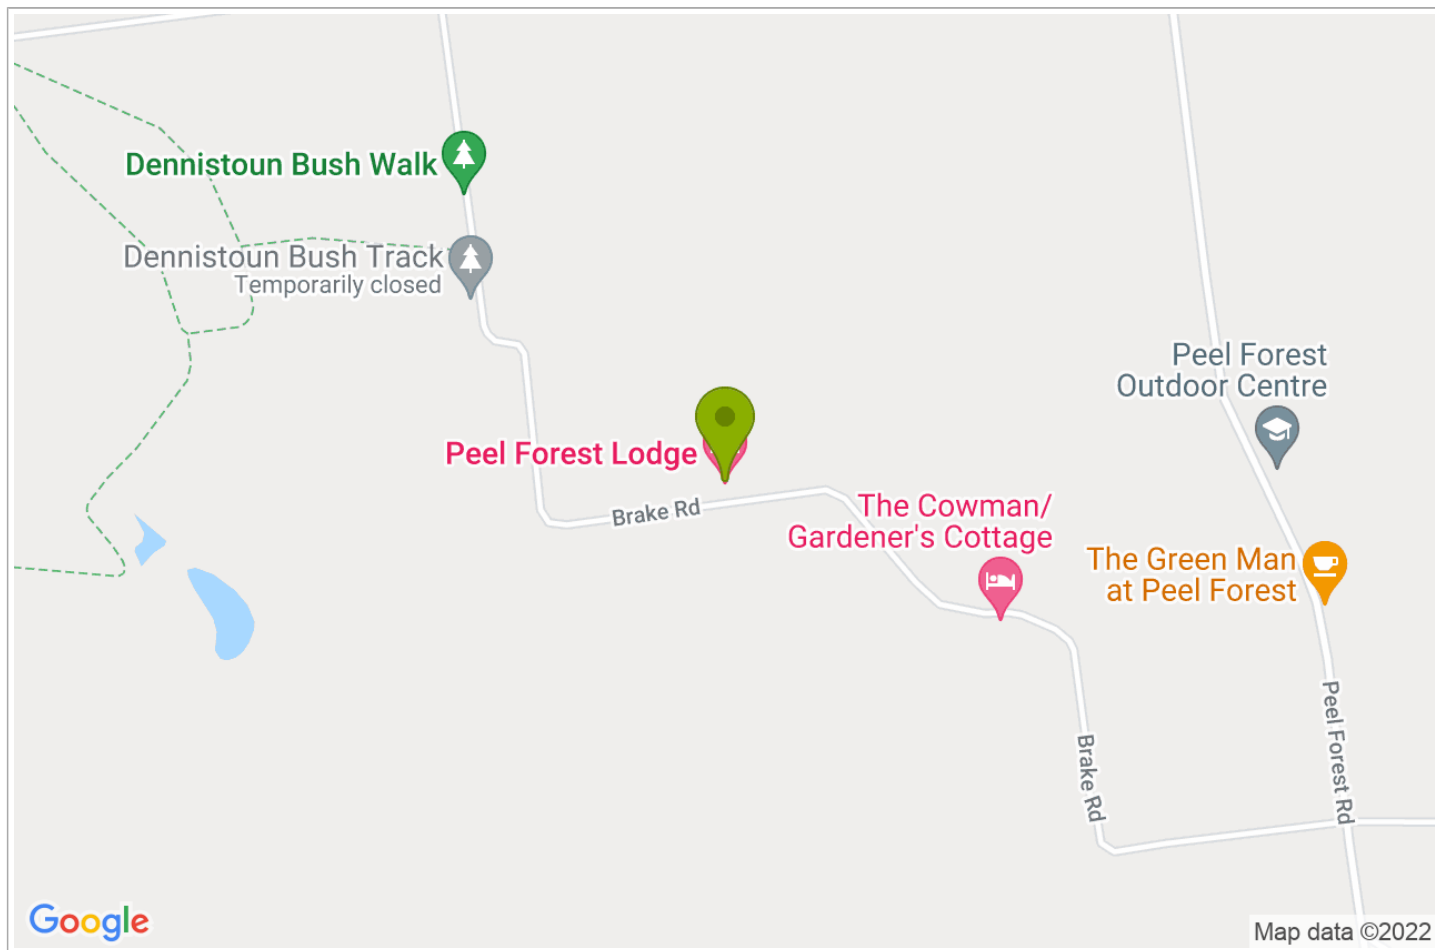 Dennistoun Bush Walk
Dennistoun Bush Track
Temporarily closed
Peel Forest
Outdoor Centre
Peel Forest Lodge
Brake Rd
The Cowman/
Gardener's Cottage
The Green Man
at Peel Forest
Brake Rd
Peel Forest Rd
Google
Map data ©2022